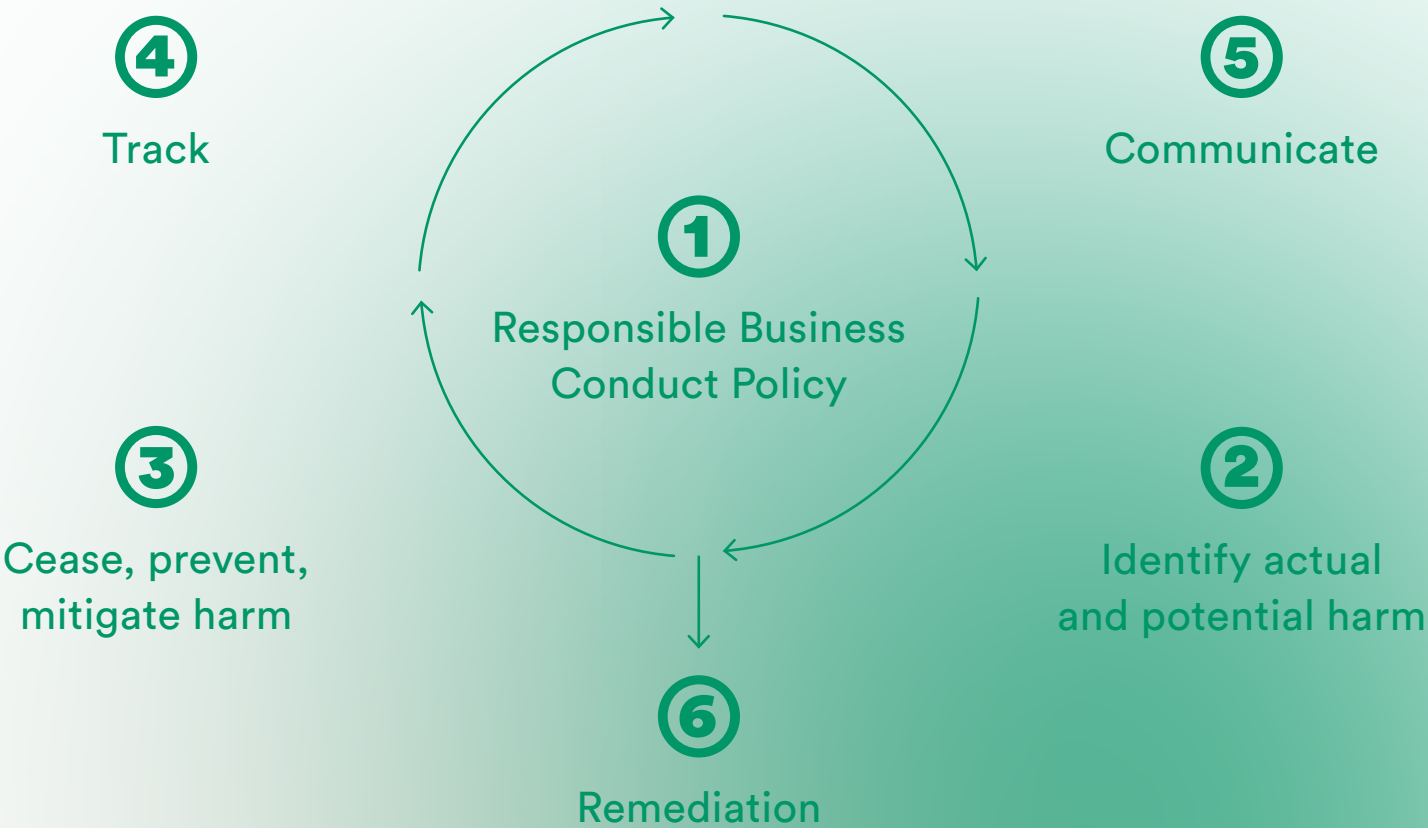 4
Track
5
Communicate
1
Responsible Business
Conduct Policy
3
Cease, prevent,
mitigate harm
2
Identify actual
and potential harm
6
Remediation